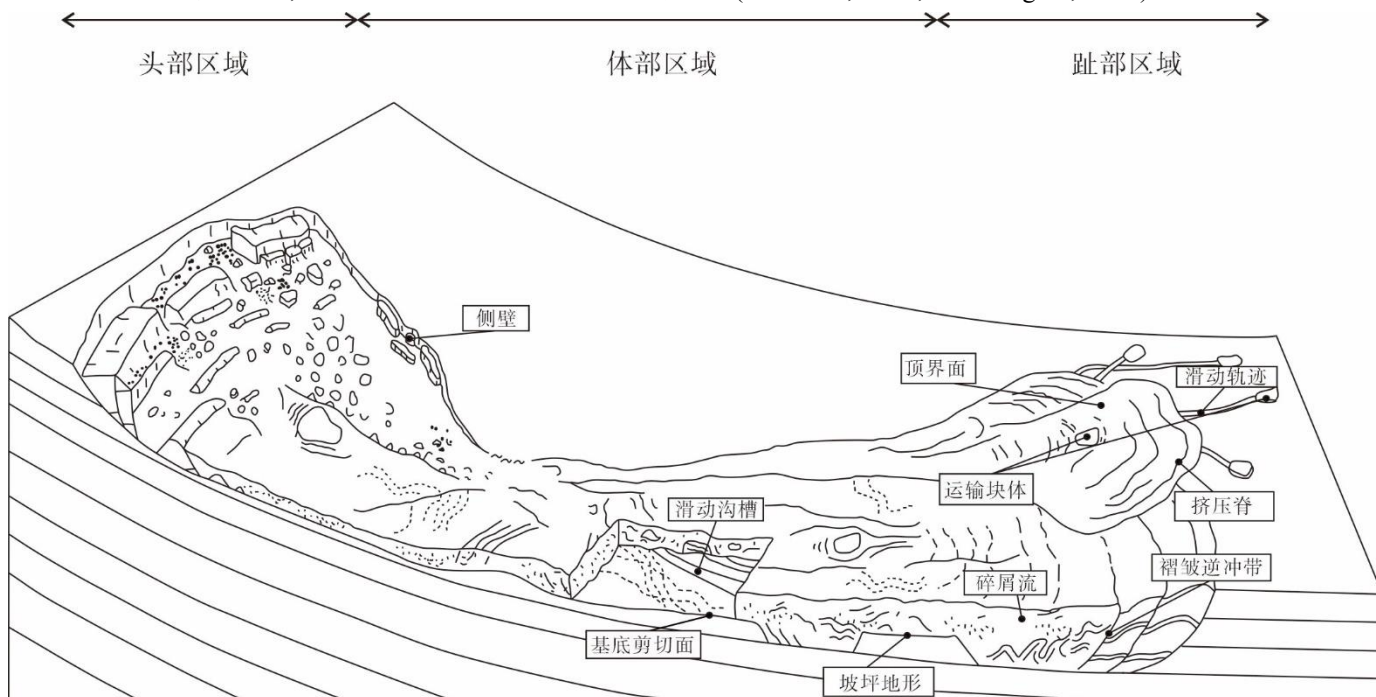 头部区域
体部区域
趾部区域
侧壁
顶界面
滑动轨迹
运输块体
挤压脊
滑动沟槽
褶皱逆冲带
碎屑流
基底剪切面
坡坪地形